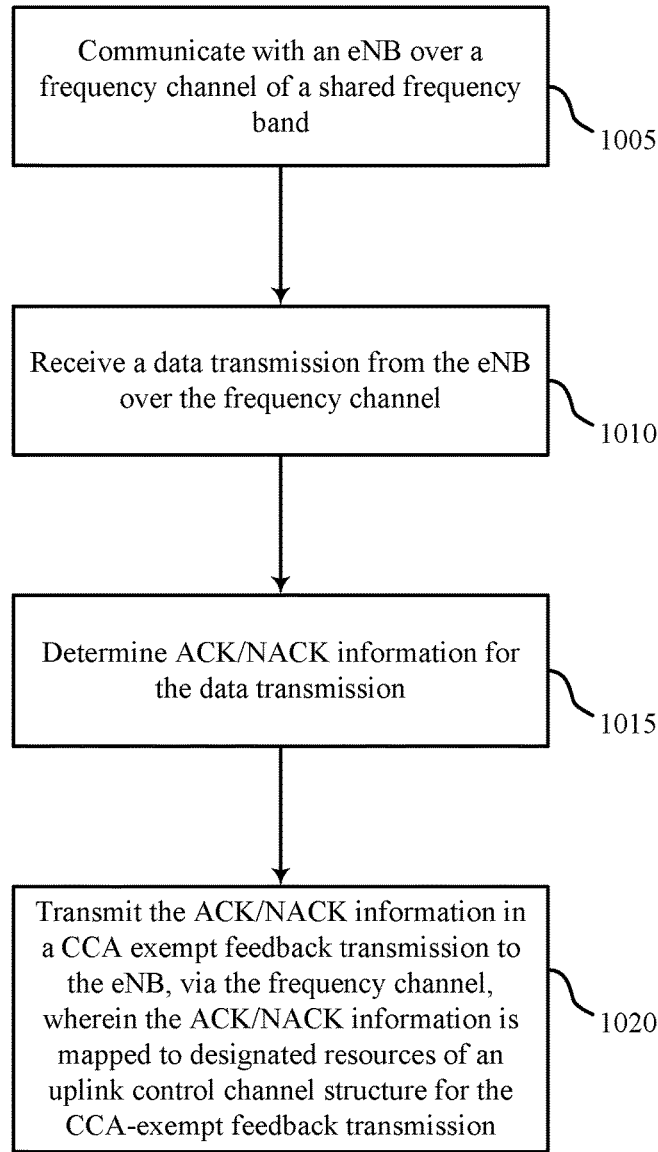 Communicate with an eNB over a
frequency channel of a shared frequency
band
1005
Receive a data transmission from the eNB
over the frequency channel
1010
Determine ACK/NACK information for
the data transmission
1015
Transmit the ACK/NACK information in
a CCA exempt feedback transmission to
the eNB, via the frequency channel,
wherein the ACK/NACK information is
mapped to designated resources of an
uplink control channel structure for the
CCA-exempt feedback transmission
1020